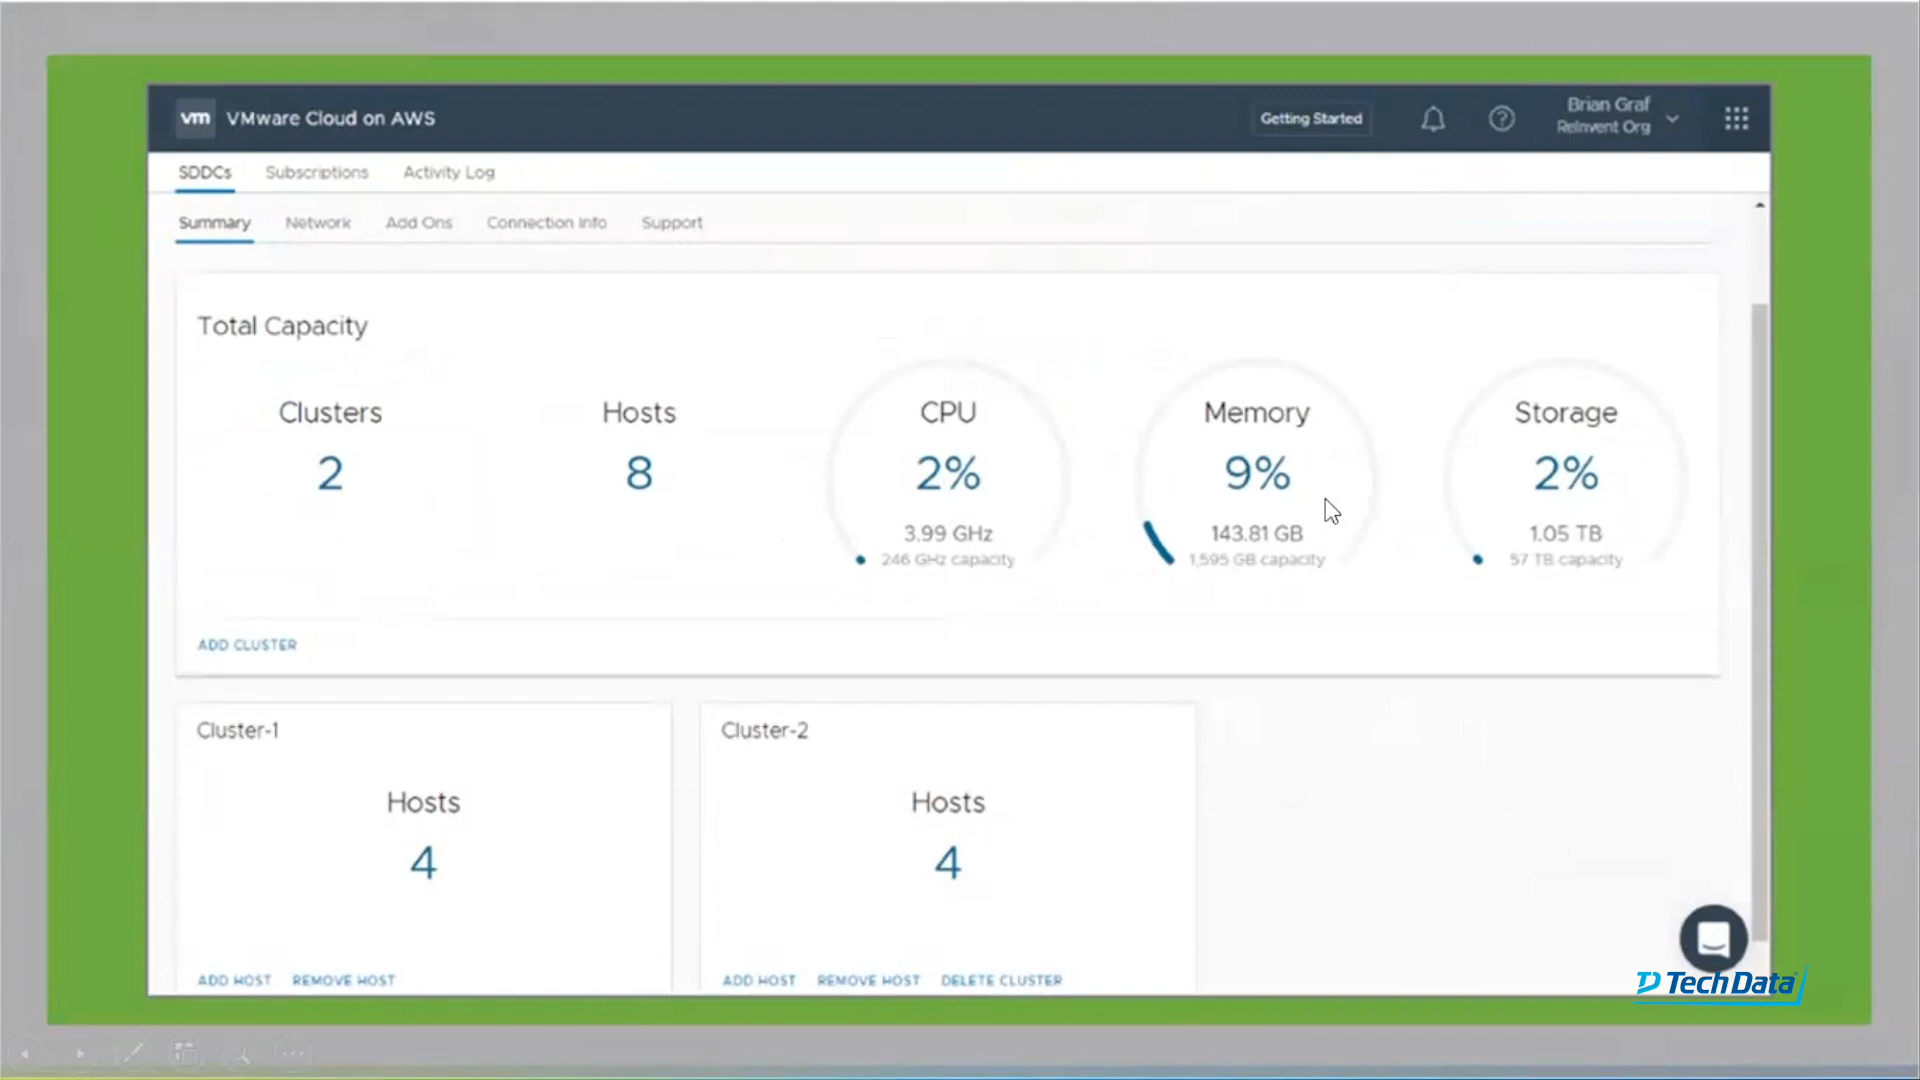 vm VMware Cloud on AWS
Getting Started
Brian Graf
ReInvent Org
SDDCs Subscriptions Activity Log
Summary Network Add Ons Connection Info Support
Total Capacity
Clusters
2
Hosts
8
CPU
2%
3.99 GHz
246 GHz capacity
Memory
9%
143.81 GB
1,595 GB capacity
Storage
2%
1.05 TB
57 TB capacity
ADD CLUSTER
Cluster-1
Hosts
4
ADD HOST REMOVE HOST
Cluster-2
Hosts
4
ADD HOST REMOVE HOST DELETE CLUSTER
TechData